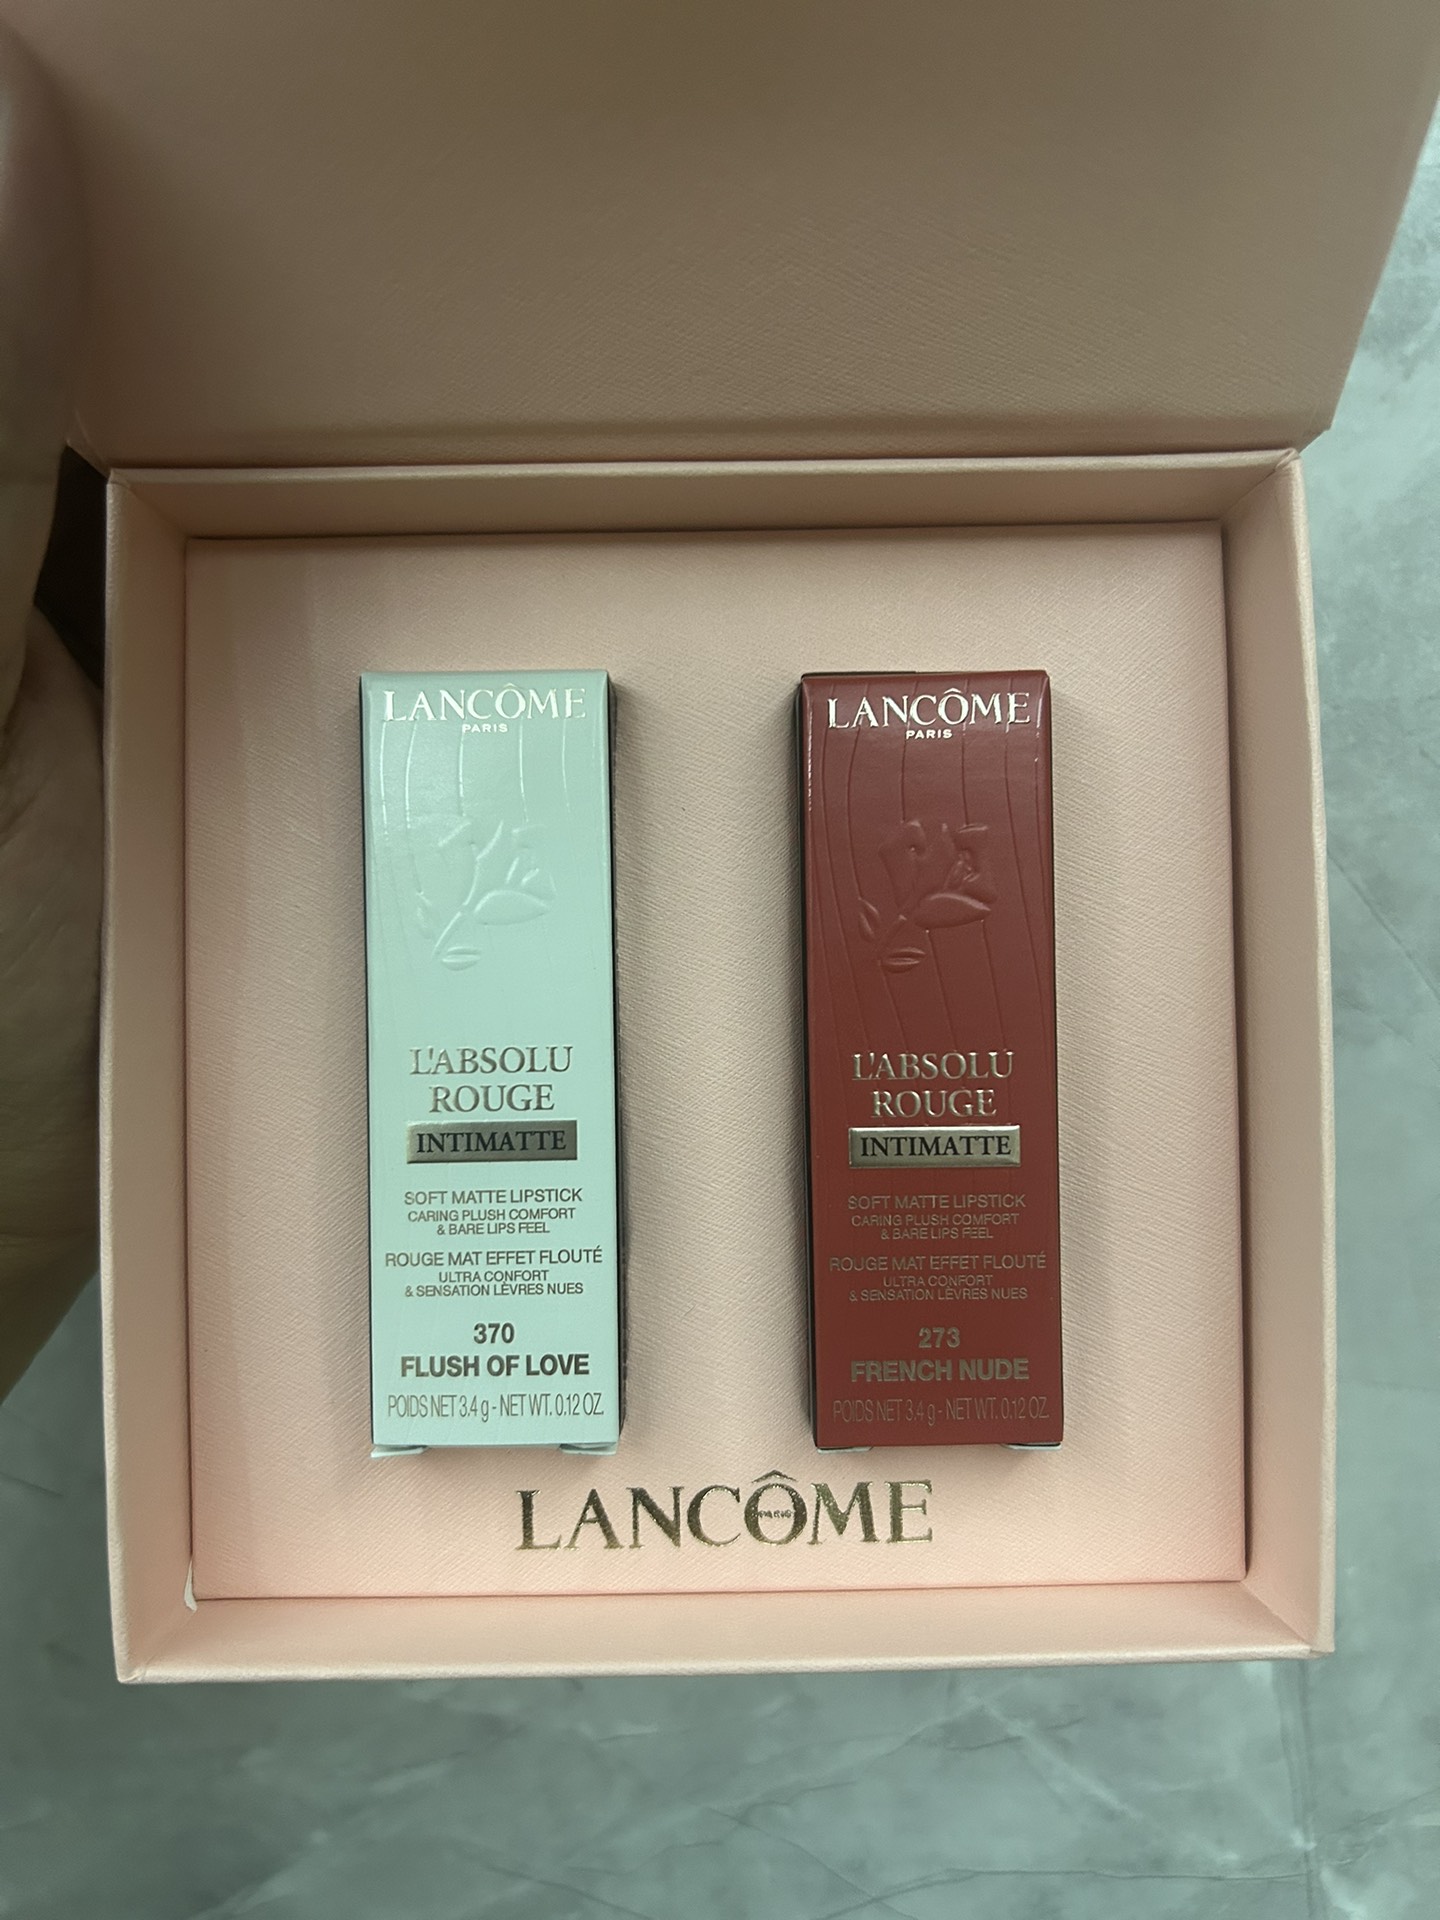 LANCÔME
PARIS
L'ABSOLU
ROUGE
INTIMATTE
SOFT MATTE LIPSTICK
CARING PLUSH COMFORT
& BARE LIPS FEEL
ROUGE MAT EFFET FLOUTÉ
ULTRA CONFORT
& SENSATION LÈVRES NUES
370
FLUSH OF LOVE
POIDS NET 3.4 g - NET WT. 0.12 OZ.
LANCÔME
PARIS
L'ABSOLU
ROUGE
INTIMATTE
SOFT MATTE LIPSTICK
CARING PLUSH COMFORT
& BARE LIPS FEEL
ROUGE MAT EFFET FLOUTÉ
ULTRA CONFORT
& SENSATION LÈVRES NUES
273
FRENCH NUDE
POIDS NET 3.4 g - NET WT. 0.12 OZ.
LANCÔME